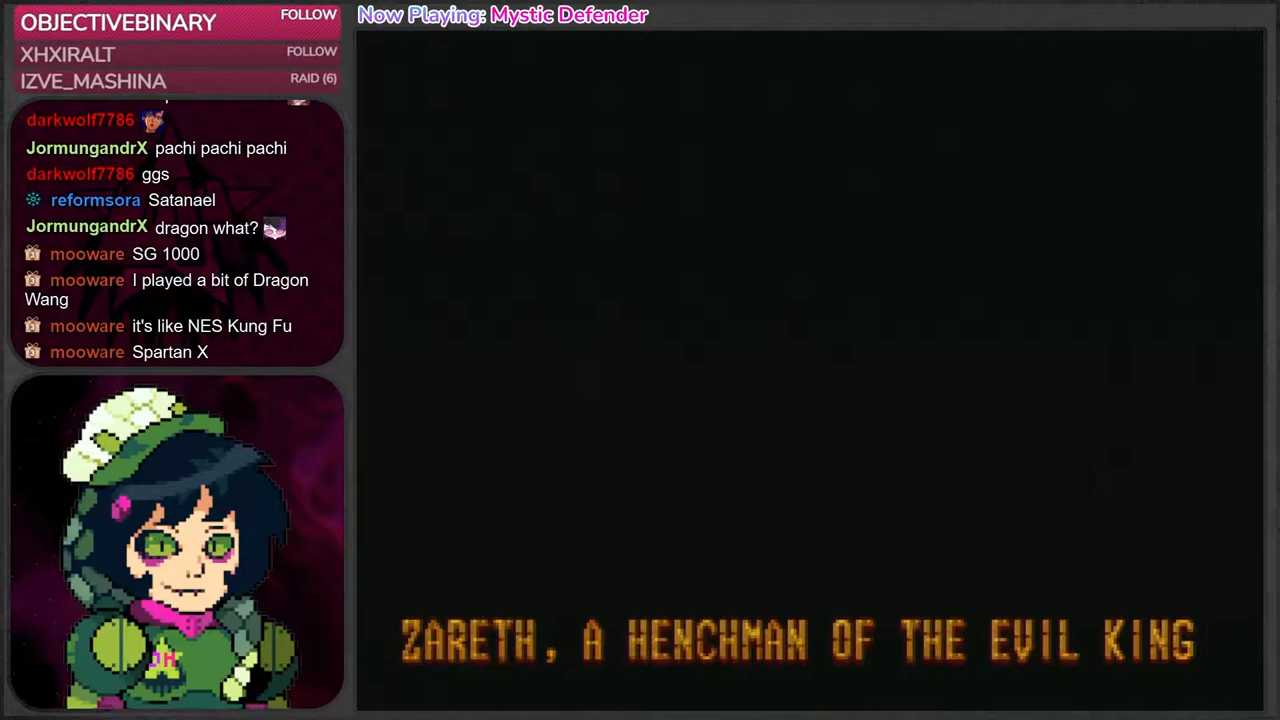 OBJECTIVEBINARY FOLLOW
XHXIRALT FOLLOW
IZVE_MASHINA RAID (6)
Now Playing: Mystic Defender
darkwolf7786
JormungandrX pachi pachi pachi
darkwolf7786 ggs
reformsora Satanael
JormungandrX dragon what?
mooware SG 1000
mooware I played a bit of Dragon
Wang
mooware it's like NES Kung Fu
mooware Spartan X
ZARETH, A HENCHMAN OF THE EVIL KING